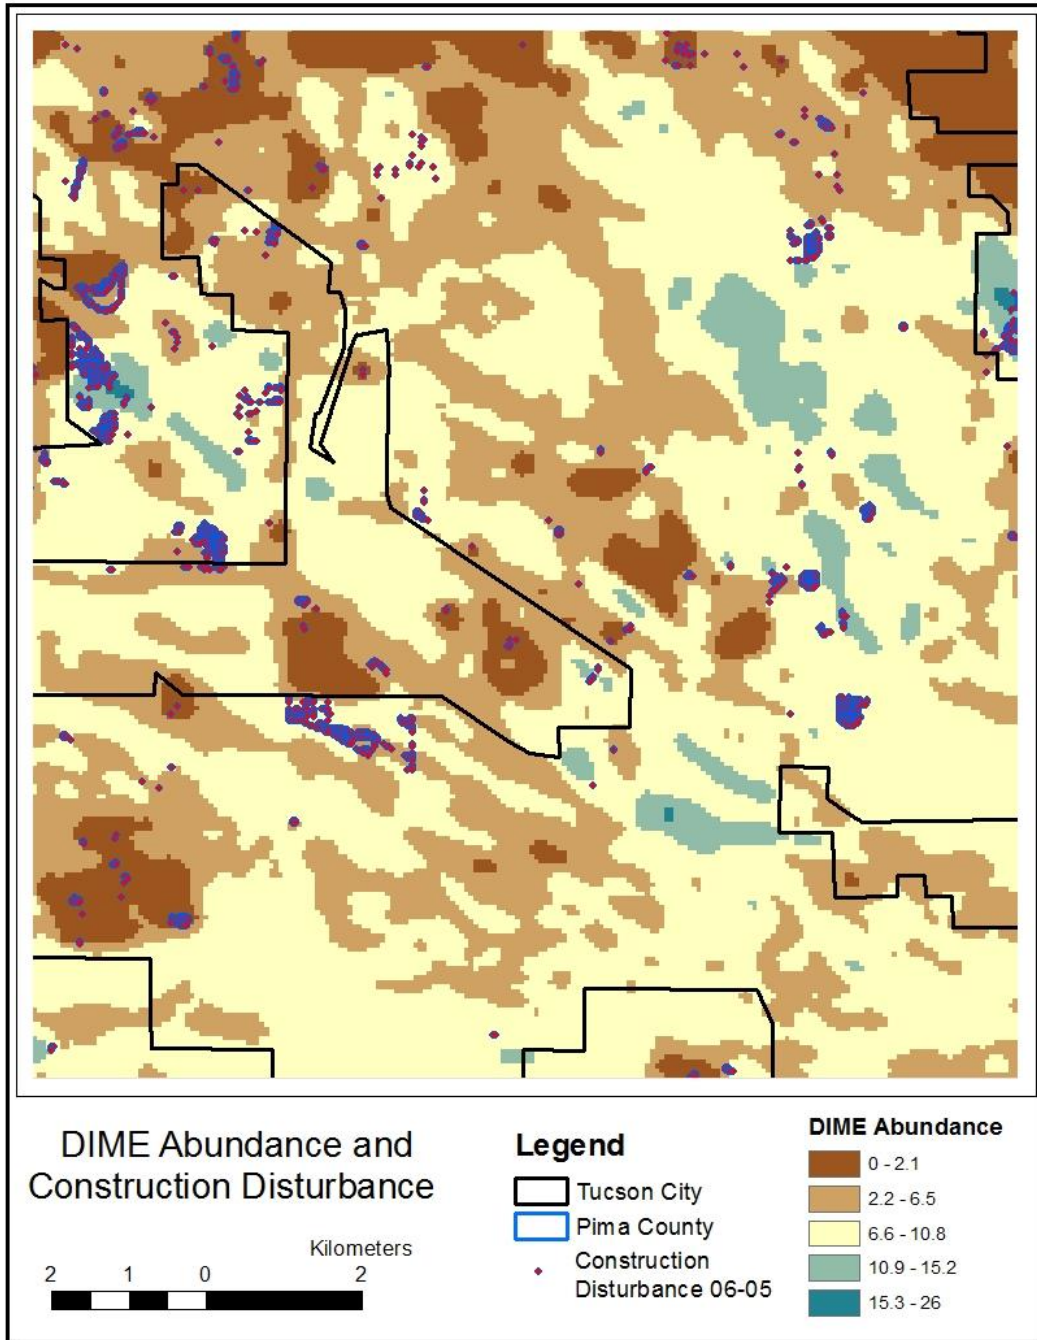 DIME Abundance and
Construction Disturbance
Kilometers
2 1 0 2
Legend
Tucson City
Pima County
Construction
Disturbance 06-05
DIME Abundance
0 - 2.1
2.2 - 6.5
6.6 - 10.8
10.9 - 15.2
15.3 - 26